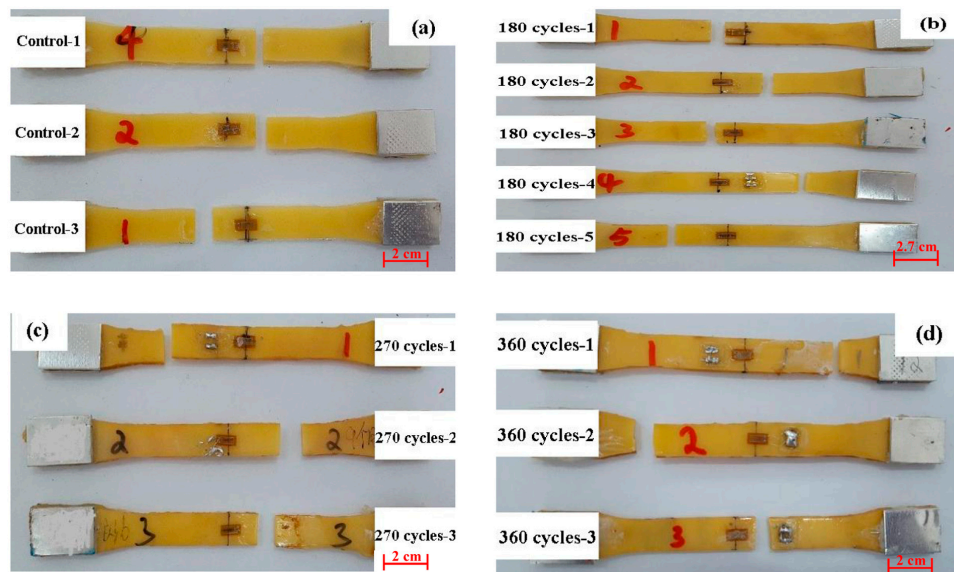 (a)
Control-1
4
Control-2
2
Control-3
1
2 cm
(b)
180 cycles-1
1
180 cycles-2
2
180 cycles-3
3
180 cycles-4
4
180 cycles-5
5
2.7 cm
(c)
270 cycles-1
1
270 cycles-2
2
2
270 cycles-3
3
3
2 cm
(d)
360 cycles-1
1
2
360 cycles-2
2
360 cycles-3
3
2 cm